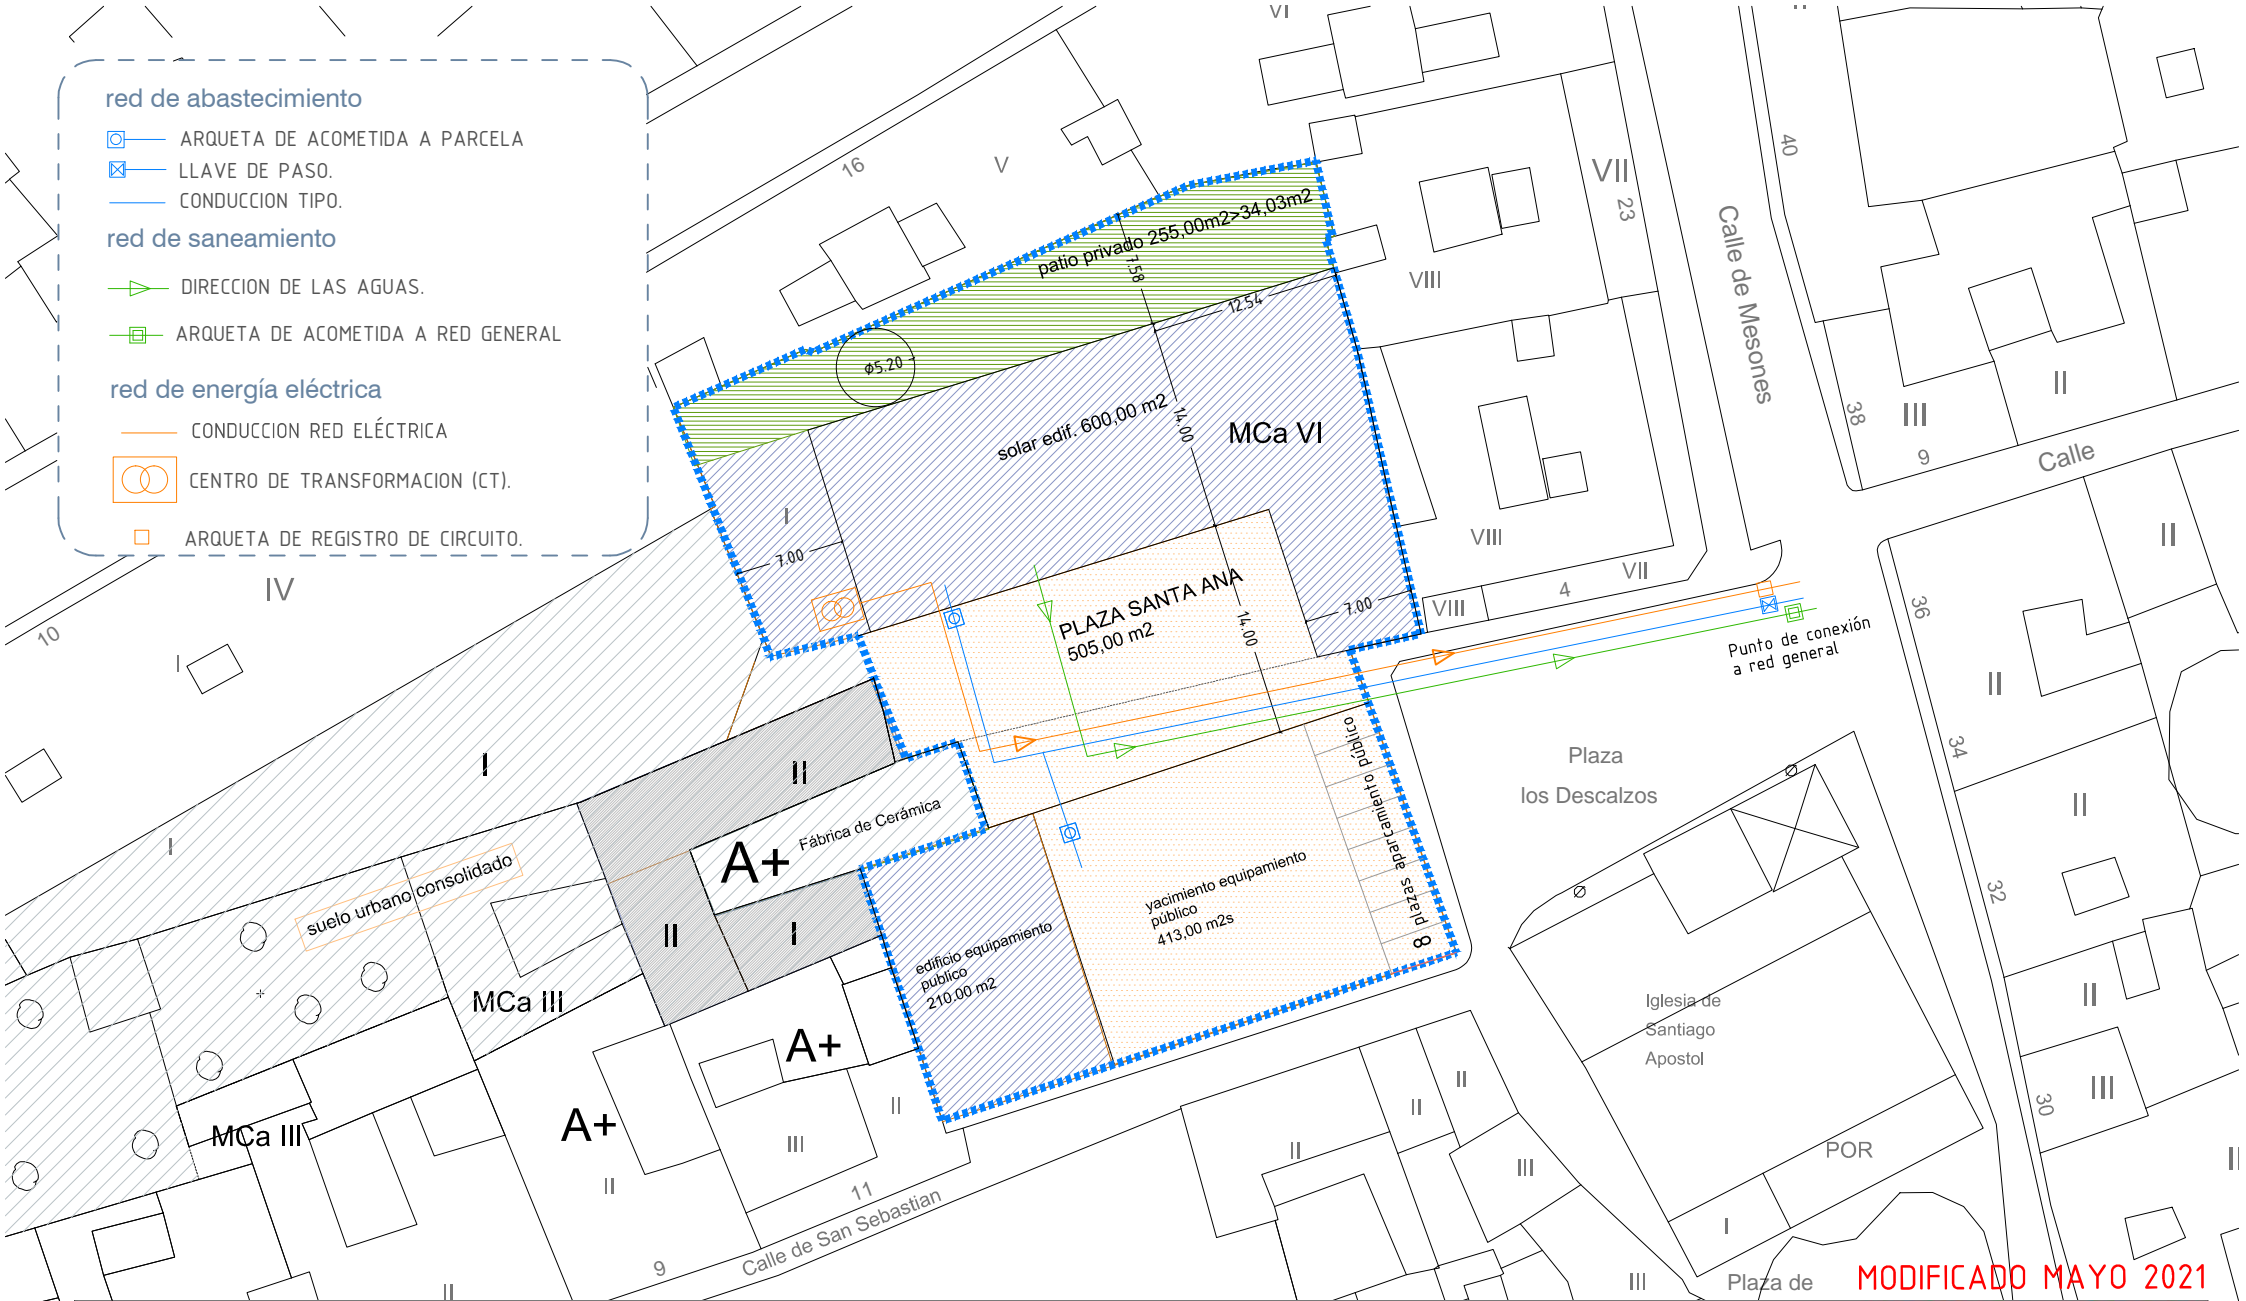 red de abastecimiento
ARQUETA DE ACOMETIDA A PARCELA
LLAVE DE PASO.
CONDUCCION TIPO.
red de saneamiento
DIRECCION DE LAS AGUAS.
ARQUETA DE ACOMETIDA A RED GENERAL
red de energía eléctrica
CONDUCCION RED ELÉCTRICA
CENTRO DE TRANSFORMACION (CT).
ARQUETA DE REGISTRO DE CIRCUITO.
VI
16
V
VII
23
40
Calle de Mesones
patio privado 255,00m2>34,03m2
7.58
12.54
VIII
Ø5.20
solar edif. 600,00 m2
14.00
MCa VI
38
III
II
9
Calle
I
7.00
VIII
II
IV
10
I
PLAZA SANTA ANA
505,00 m2
14.00
7.00
VIII
4
VII
36
Punto de conexión
a red general
II
34
I
II
Plaza
los Descalzos
II
I
Fábrica de Cerámica
A+
suelo urbano consolidado
II
I
8 plazas aparcamiento público
yacimiento equipamiento
público
413,00 m2s
edificio equipamiento
publico
210.00 m2
32
II
MCa III
A+
Iglesia de
Santiago
Apostol
MCa III
A+
II
III
II
II
II
II
III
30
III
POR
I
11
Calle de San Sebastian
9
II
III
Plaza de
MODIFICADO MAYO 2021